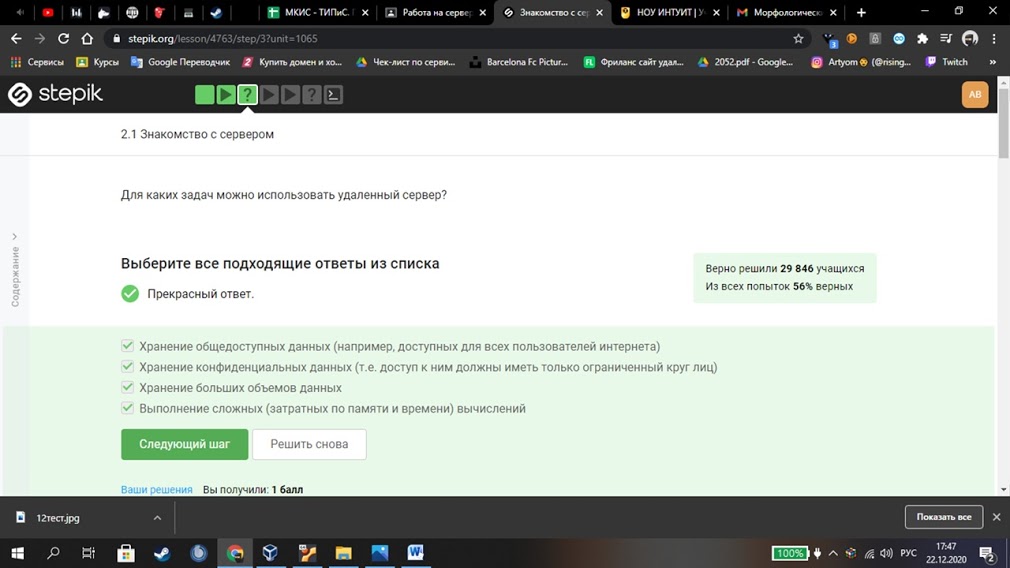 МКИС - ТИПиС. Г
Работа на серве
Знакомство с сер
НОУ ИНТУИТ | У
Морфологическ
stepik.org/lesson/4763/step/3?unit=1065
3
Сервисы
Курсы
Google Переводчик
Купить домен и хо...
Чек-лист по серви...
Barcelona Fc Pictur...
Фриланс сайт удал...
2052.pdf - Google...
Artyom (@rising...
Twitch
»
stepik
АВ
2.1 Знакомство с сервером
Содержание
Для каких задач можно использовать удаленный сервер?
Выберите все подходящие ответы из списка
Прекрасный ответ.
Верно решили 29 846 учащихся
Из всех попыток 56% верных
Хранение общедоступных данных (например, доступных для всех пользователей интернета)
Хранение конфиденциальных данных (т.е. доступ к ним должны иметь только ограниченный круг лиц)
Хранение больших объемов данных
Выполнение сложных (затратных по памяти и времени) вычислений
Следующий шаг
Решить снова
Ваши решения Вы получили: 1 балл
12тест.jpg
Показать все
100%
РУС
17:47
22.12.2020
2